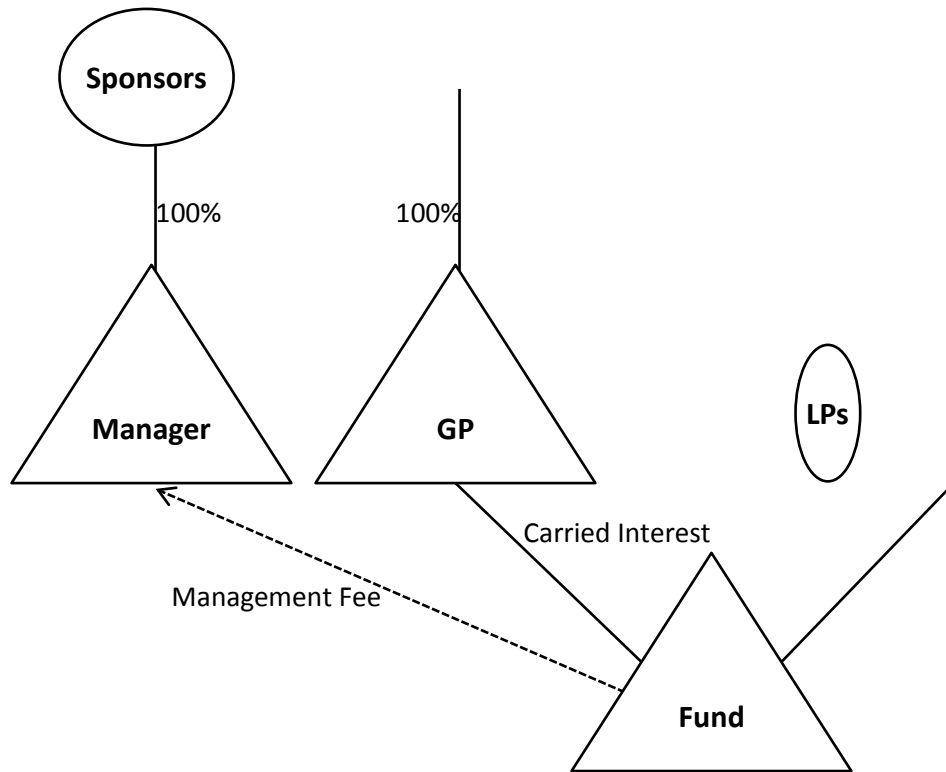 Sponsors
100%
100%
Manager
GP
LPs
Carried Interest
Management Fee
Fund